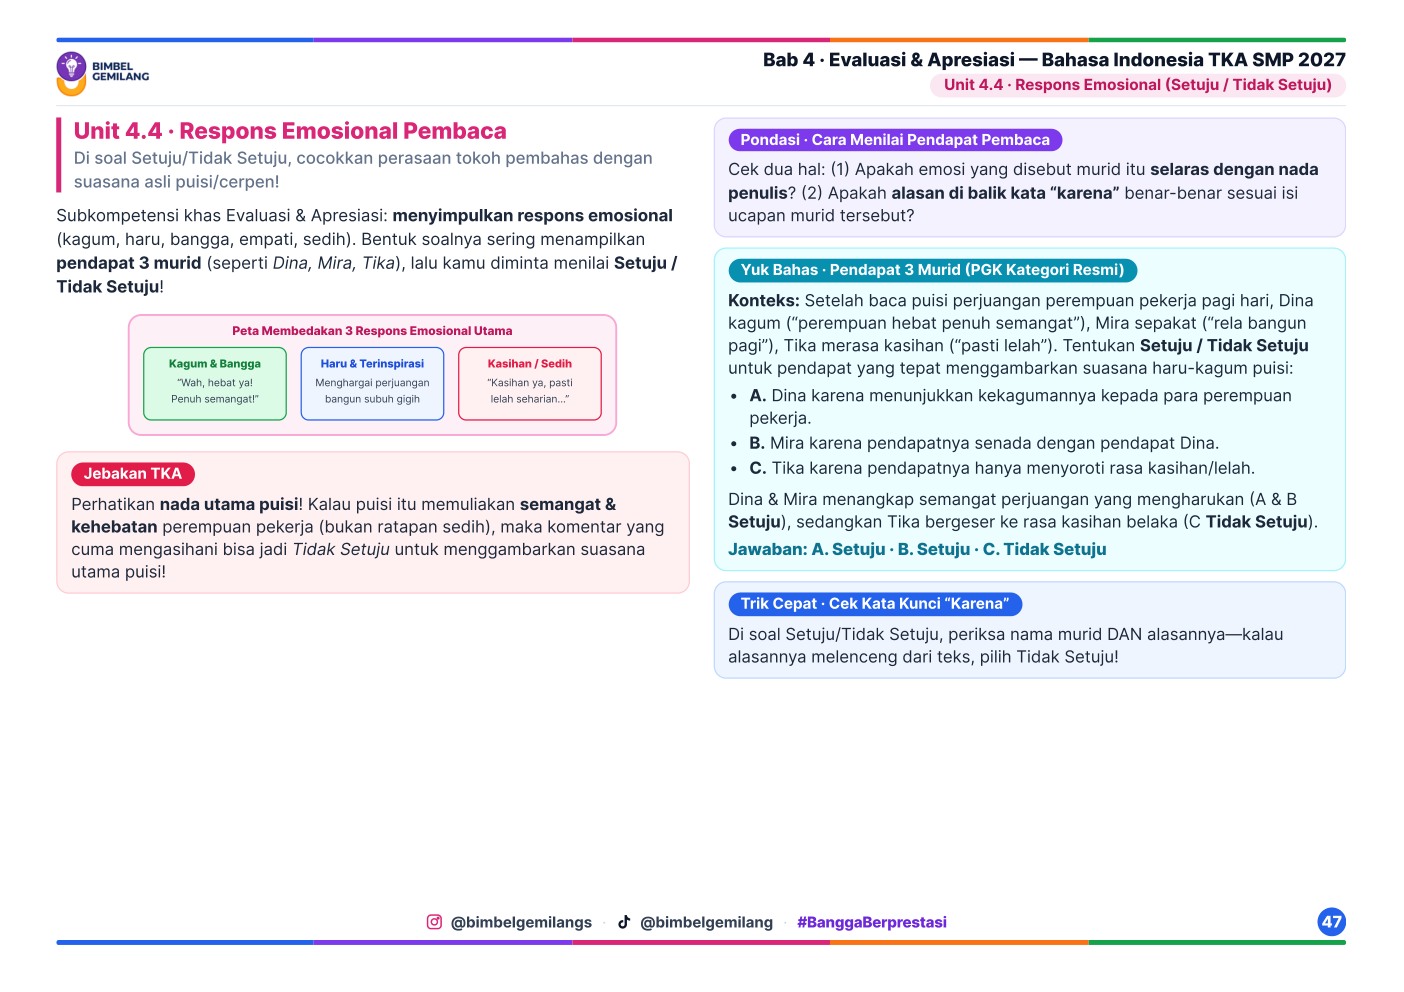 BIMBEL
GEMILANG
Bab 4 · Evaluasi & Apresiasi — Bahasa Indonesia TKA SMP 2027
Unit 4.4 · Respons Emosional (Setuju / Tidak Setuju)
Unit 4.4 · Respons Emosional Pembaca
Di soal Setuju/Tidak Setuju, cocokkan perasaan tokoh pembahas dengan
suasana asli puisi/cerpen!
Subkompetensi khas Evaluasi & Apresiasi: menyimpulkan respons emosional
(kagum, haru, bangga, empati, sedih). Bentuk soalnya sering menampilkan
pendapat 3 murid (seperti Dina, Mira, Tika), lalu kamu diminta menilai Setuju /
Tidak Setuju!
Peta Membedakan 3 Respons Emosional Utama
Kagum & Bangga
“Wah, hebat ya!
Penuh semangat!”
Haru & Terinspirasi
Menghargai perjuangan
bangun subuh gigih
Kasihan / Sedih
“Kasihan ya, pasti
lelah seharian...”
Jebakan TKA
Perhatikan nada utama puisi! Kalau puisi itu memuliakan semangat &
kehebatan perempuan pekerja (bukan ratapan sedih), maka komentar yang
cuma mengasihani bisa jadi Tidak Setuju untuk menggambarkan suasana
utama puisi!
Pondasi · Cara Menilai Pendapat Pembaca
Cek dua hal: (1) Apakah emosi yang disebut murid itu selaras dengan nada
penulis? (2) Apakah alasan di balik kata “karena” benar-benar sesuai isi
ucapan murid tersebut?
Yuk Bahas · Pendapat 3 Murid (PGK Kategori Resmi)
Konteks: Setelah baca puisi perjuangan perempuan pekerja pagi hari, Dina
kagum (“perempuan hebat penuh semangat”), Mira sepakat (“rela bangun
pagi”), Tika merasa kasihan (“pasti lelah”). Tentukan Setuju / Tidak Setuju
untuk pendapat yang tepat menggambarkan suasana haru-kagum puisi:
• A. Dina karena menunjukkan kekagumannya kepada para perempuan
pekerja.
• B. Mira karena pendapatnya senada dengan pendapat Dina.
• C. Tika karena pendapatnya hanya menyoroti rasa kasihan/lelah.
Dina & Mira menangkap semangat perjuangan yang mengharukan (A & B
Setuju), sedangkan Tika bergeser ke rasa kasihan belaka (C Tidak Setuju).
Jawaban: A. Setuju · B. Setuju · C. Tidak Setuju
Trik Cepat · Cek Kata Kunci “Karena”
Di soal Setuju/Tidak Setuju, periksa nama murid DAN alasannya—kalau
alasannya melenceng dari teks, pilih Tidak Setuju!
@bimbelgemilangs · @bimbelgemilang · #BanggaBerprestasi
47